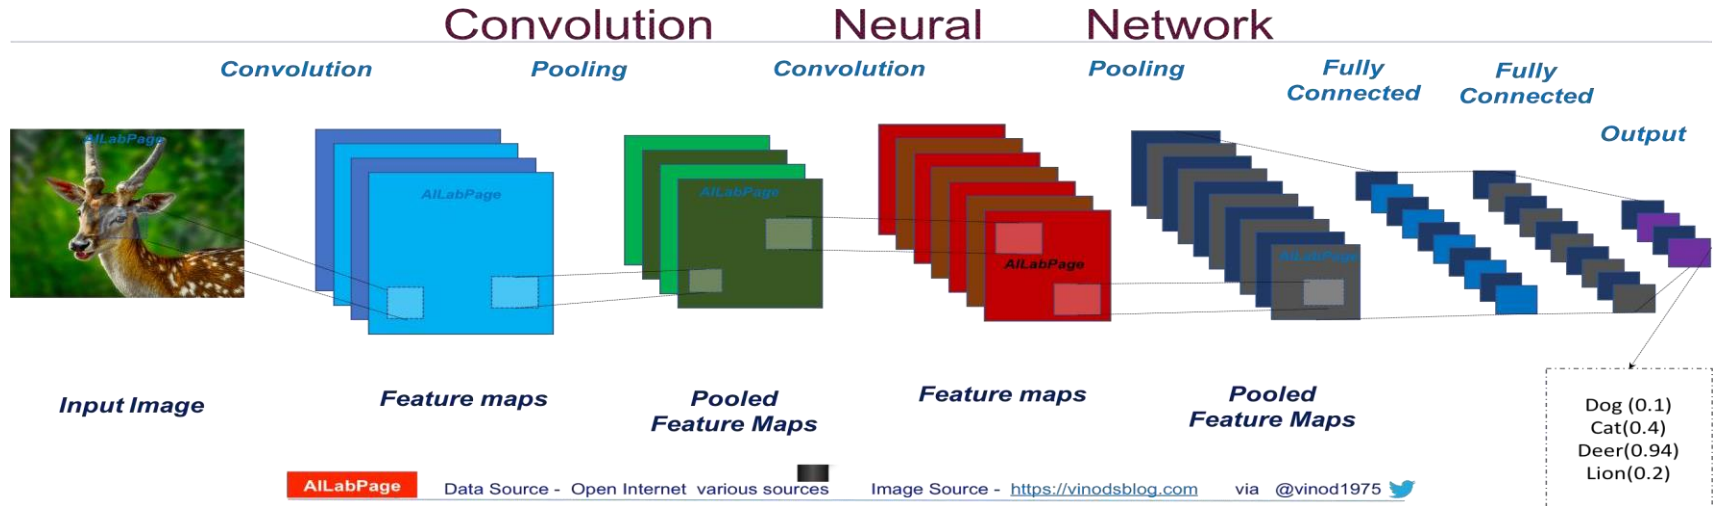 Convolution Neural Network
Convolution
Pooling
Convolution
Pooling
Fully
Connected
Fully
Connected
Output
AILabPage
AILabPage
AILabPage
AILabPage
AILabPage
Input Image
Feature maps
Pooled
Feature Maps
Feature maps
Pooled
Feature Maps
Dog (0.1)
Cat(0.4)
Deer(0.94)
Lion(0.2)
AILabPage
Data Source - Open Internet various sources
Image Source - https://vinodsblog.com via @vinod1975